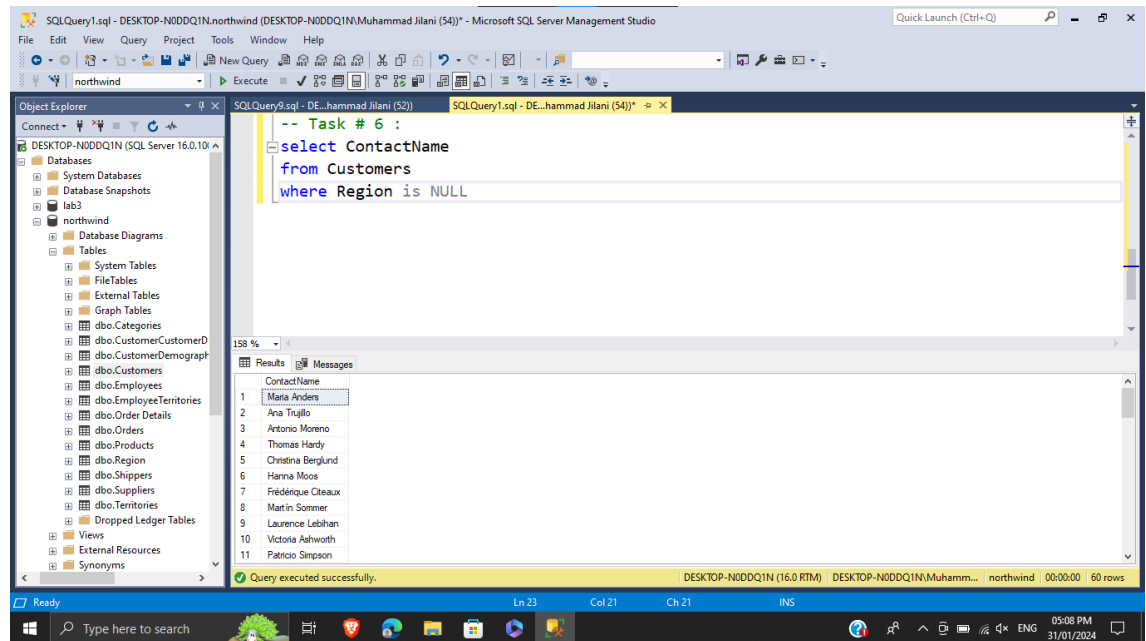 SQLQuery1.sql - DESKTOP-N0DDQ1N.northwind (DESKTOP-N0DDQ1N\Muhammad Jilani (54))* - Microsoft SQL Server Management Studio
Quick Launch (Ctrl+Q)
File Edit View Query Project Tools Window Help
New Query
northwind
Execute
Object Explorer
SQLQuery9.sql - DE...hammad Jilani (52))
SQLQuery1.sql - DE...hammad Jilani (54))*
Connect
DESKTOP-N0DDQ1N (SQL Server 16.0.100
Databases
System Databases
Database Snapshots
lab3
northwind
Database Diagrams
Tables
System Tables
FileTables
External Tables
Graph Tables
dbo.Categories
dbo.CustomerCustomerD
dbo.CustomerDemograph
dbo.Customers
dbo.Employees
dbo.EmployeeTerritories
dbo.Order Details
dbo.Orders
dbo.Products
dbo.Region
dbo.Shippers
dbo.Suppliers
dbo.Territories
Dropped Ledger Tables
Views
External Resources
Synonyms
-- Task # 6 :
select ContactName
from Customers
where Region is NULL
158 %
Results Messages
ContactName
1 Maria Anders
2 Ana Trujillo
3 Antonio Moreno
4 Thomas Hardy
5 Christina Berglund
6 Hanna Moos
7 Frédérique Citeaux
8 Martín Sommer
9 Laurence Lebihan
10 Victoria Ashworth
11 Patricio Simpson
Query executed successfully.
DESKTOP-N0DDQ1N (16.0 RTM) DESKTOP-N0DDQ1N\Muhamm... northwind 00:00:00 60 rows
Ready Ln 23 Col 21 Ch 21 INS
Type here to search
ENG
05:08 PM
31/01/2024